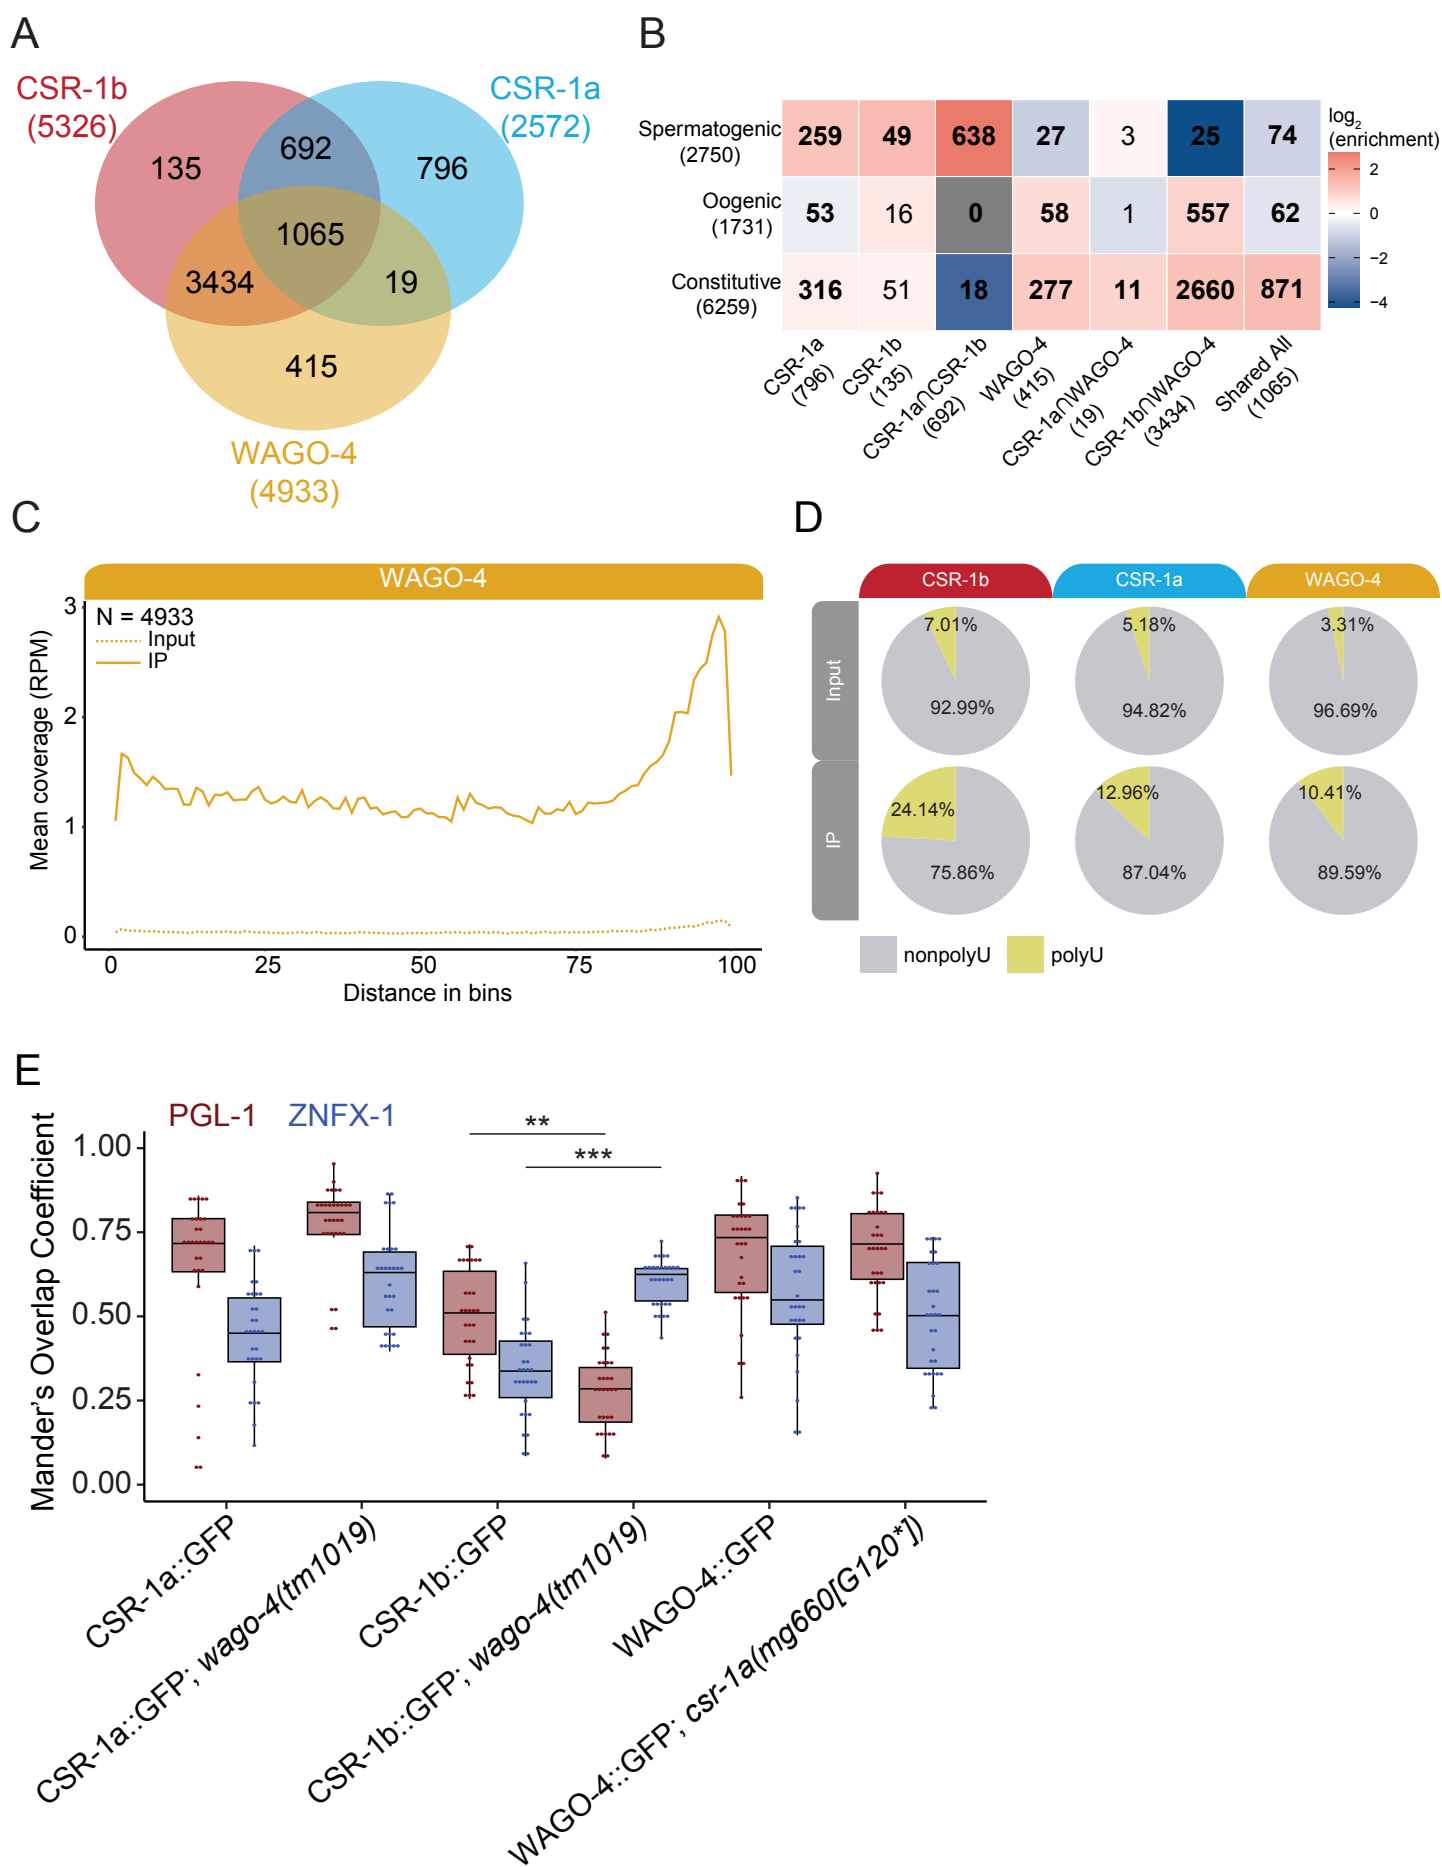 A
CSR-1b
(5326)
CSR-1a
(2572)
692
135
796
1065
3434
19
415
WAGO-4
(4933)
B
Spermatogenic
(2750)
259 49 638 27 3 25 74
Oogenic
(1731)
53 16 0 58 1 557 62
Constitutive
(6259)
316 51 18 277 11 2660 871
CSR-1a
(796)
CSR-1b
(135)
CSR-1a∩CSR-1b
(692)
WAGO-4
(415)
CSR-1a∩WAGO-4
(19)
CSR-1b∩WAGO-4
(3434)
Shared All
(1065)
log2
(enrichment)
2
0
−2
−4
C
WAGO-4
N = 4933
Input
IP
Mean coverage (RPM)
3
2
1
0
0 25 50 75 100
Distance in bins
D
CSR-1b CSR-1a WAGO-4
Input
7.01% 5.18% 3.31%
92.99% 94.82% 96.69%
IP
24.14% 12.96% 10.41%
75.86% 87.04% 89.59%
nonpolyU polyU
E
PGL-1 ZNFX-1
**
***
Mander's Overlap Coefficient
1.00
0.75
0.50
0.25
0.00
CSR-1a::GFP
CSR-1a::GFP; wago-4(tm1019)
CSR-1b::GFP
CSR-1b::GFP; wago-4(tm1019)
WAGO-4::GFP
WAGO-4::GFP; csr-1a(mg660[G120*])